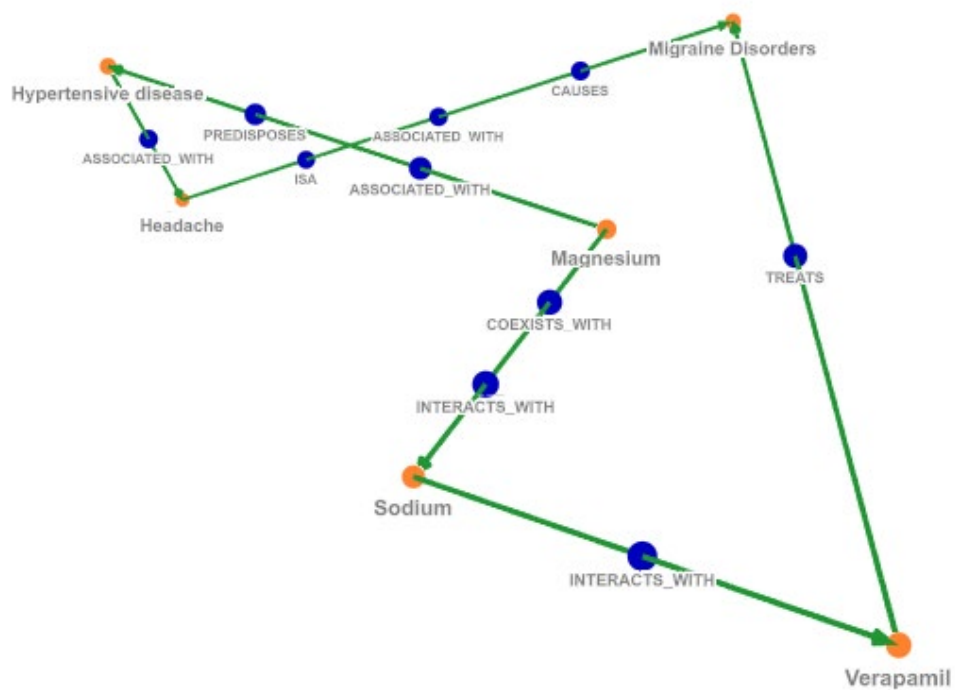 Migraine Disorders
CAUSES
Hypertensive disease
PREDISPOSES
ASSOCIATED_WITH
ASSOCIATED_WITH
ISA
ASSOCIATED_WITH
Headache
Magnesium
TREATS
COEXISTS_WITH
INTERACTS_WITH
Sodium
INTERACTS_WITH
Verapamil